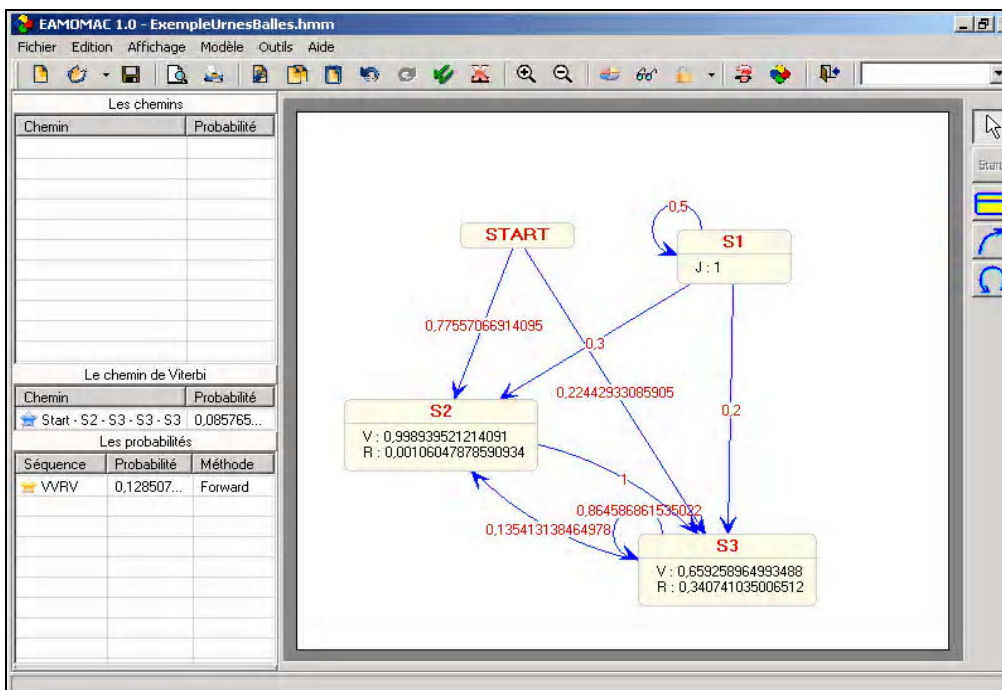 EAMOMAC 1.0 - ExempleUrnesBalles.hmm
Fichier Edition Affichage Modèle Outils Aide
Les chemins
Chemin Probabilité
Le chemin de Viterbi
Chemin Probabilité
Start - S2 - S3 - S3 - S3 0,085765...
Les probabilités
Séquence Probabilité Méthode
VVRV 0,128507... Forward
Start
0,5
START
S1
J : 1
0,77557066914095
0,3
0,22442933085905
0,2
S2
V : 0,998939521214091
R : 0,00106047878590934
1
0,864586861535022
0,135413138464978
S3
V : 0,659258964993488
R : 0,340741035006512